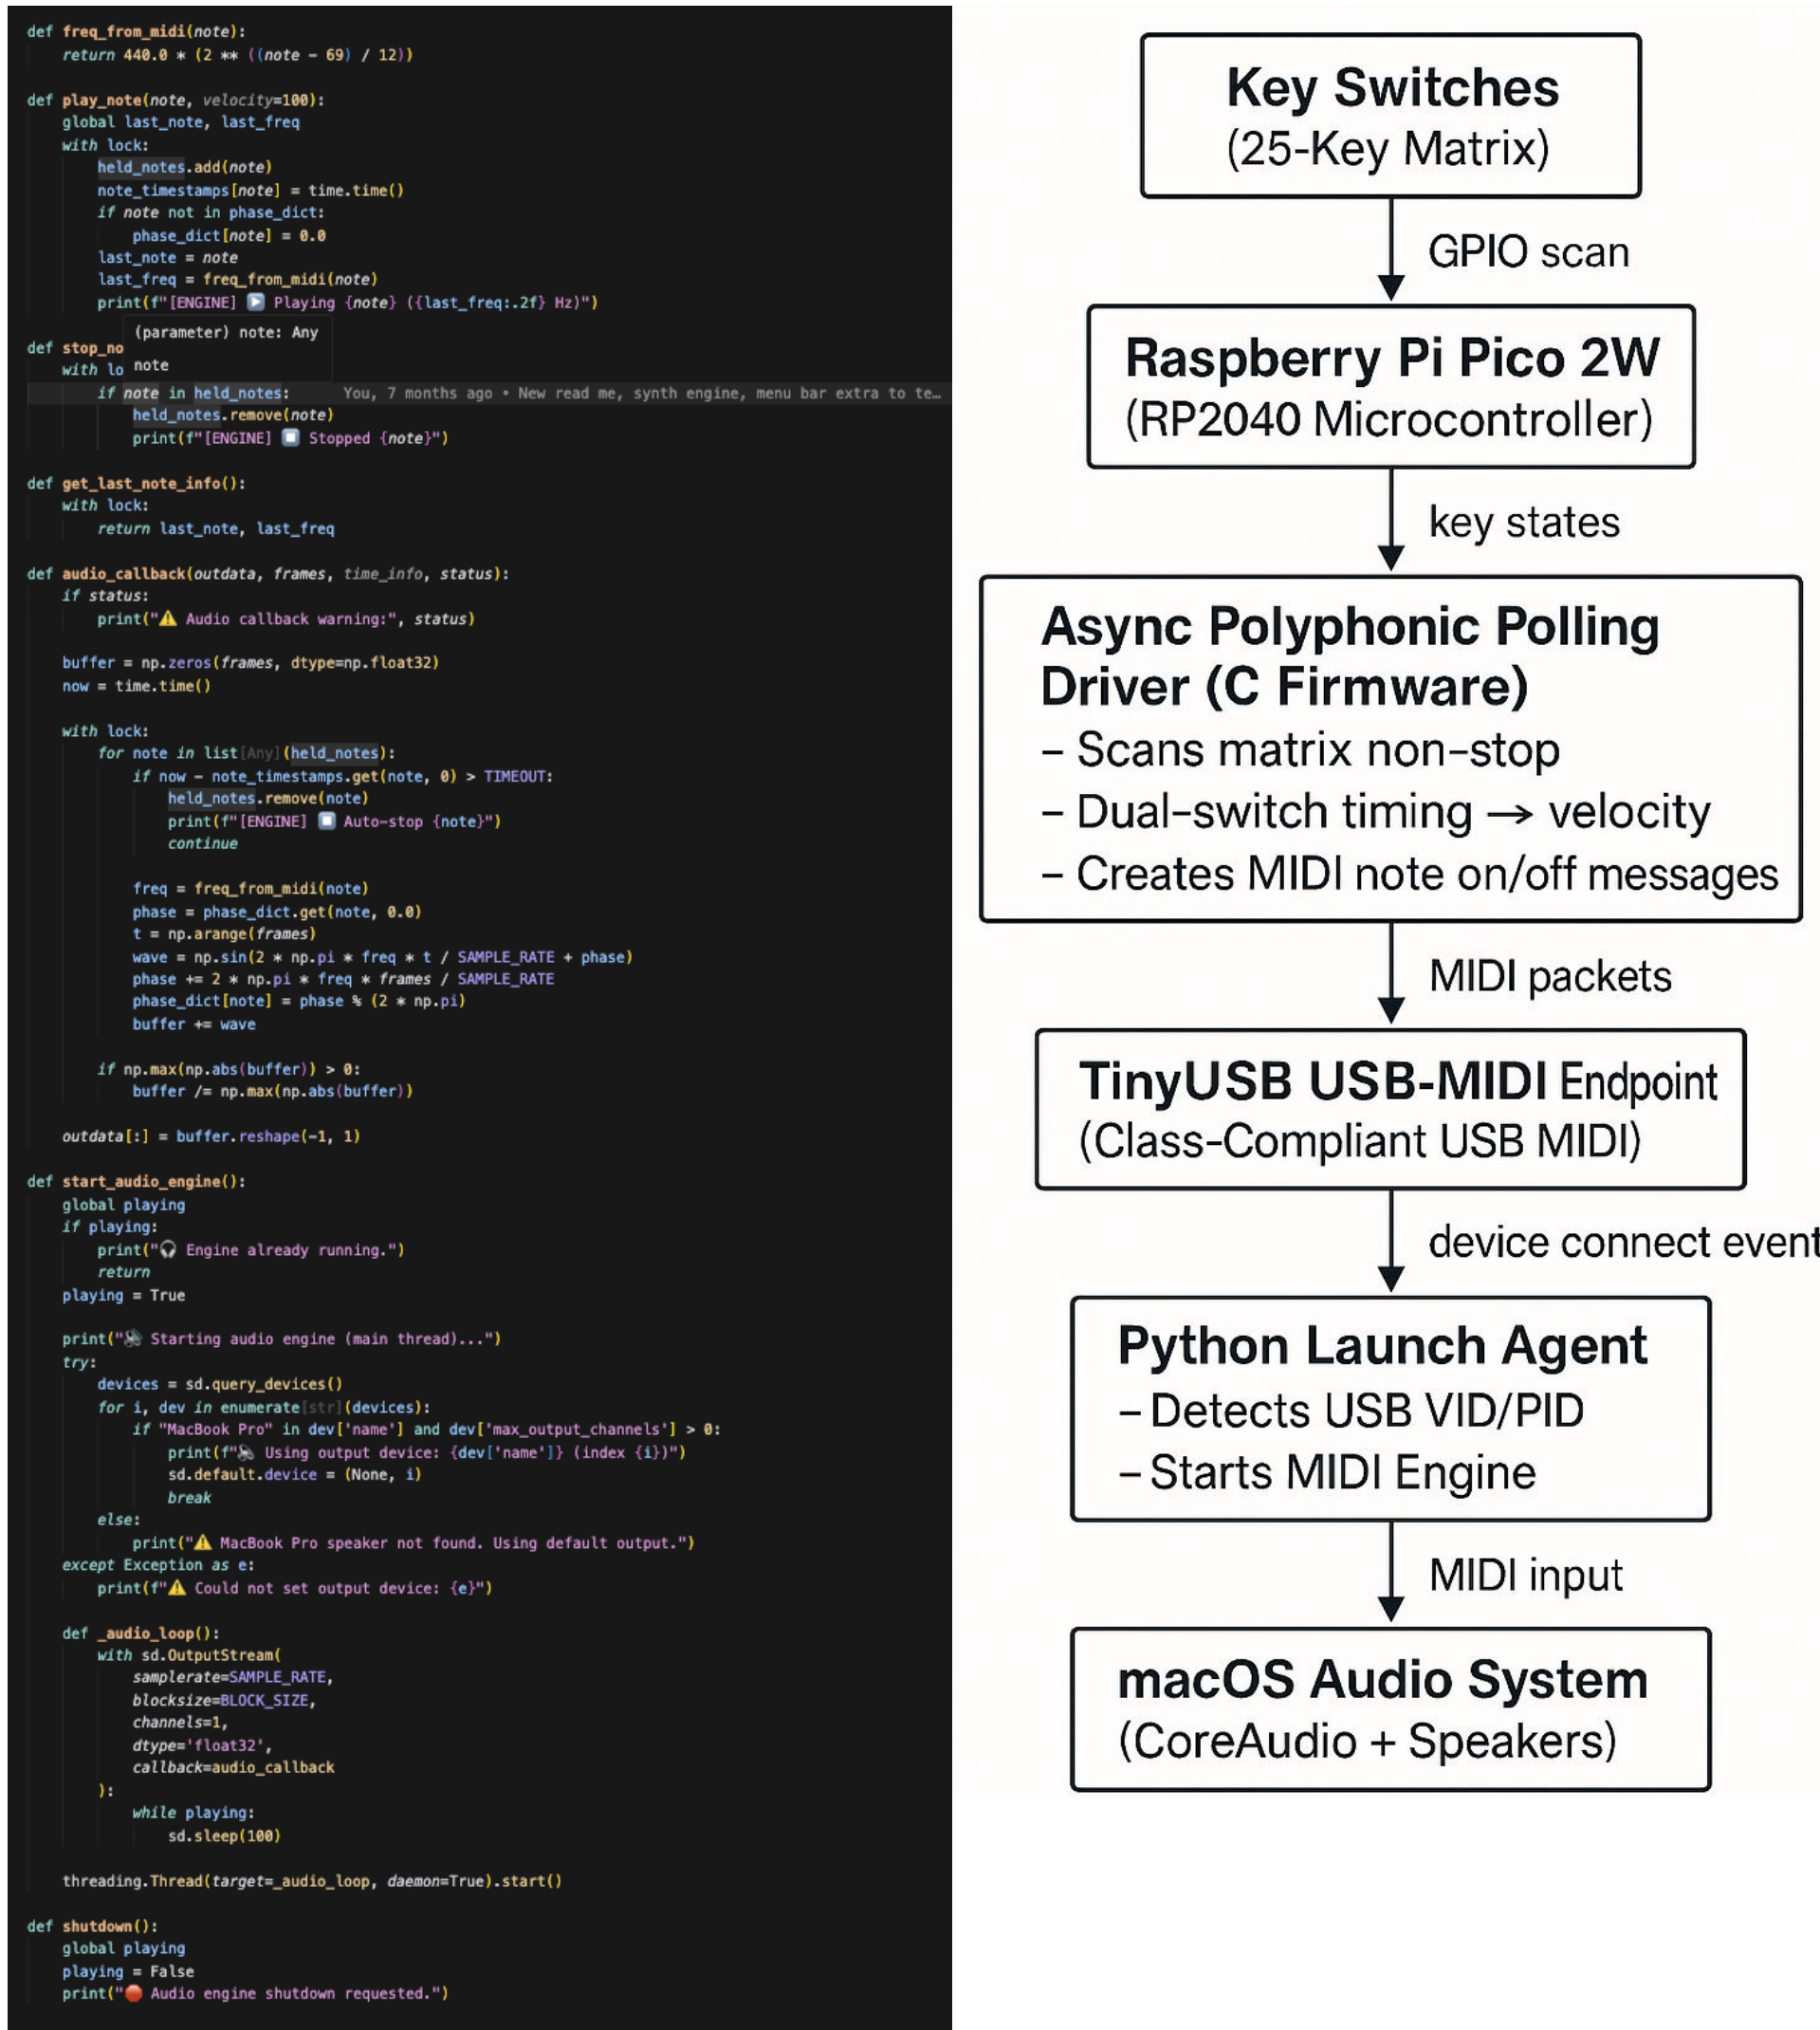 def freq_from_midi(note):
    return 440.0 * (2 ** ((note - 69) / 12))
def play_note(note, velocity=100):
    global last_note, last_freq
    with lock:
        held_notes.add(note)
        note_timestamps[note] = time.time()
        if note not in phase_dict:
            phase_dict[note] = 0.0
        last_note = note
        last_freq = freq_from_midi(note)
        print(f"[ENGINE] ▶️ Playing {note} ({last_freq:.2f} Hz)")
(parameter) note: Any
def stop_no
note
    with lo
        if note in held_notes:     You, 7 months ago • New read me, synth engine, menu bar extra to te…
            held_notes.remove(note)
            print(f"[ENGINE] ⏹️ Stopped {note}")
def get_last_note_info():
    with lock:
        return last_note, last_freq
def audio_callback(outdata, frames, time_info, status):
    if status:
        print("⚠️ Audio callback warning:", status)
    buffer = np.zeros(frames, dtype=np.float32)
    now = time.time()
    with lock:
        for note in list[Any](held_notes):
            if now - note_timestamps.get(note, 0) > TIMEOUT:
                held_notes.remove(note)
                print(f"[ENGINE] ⏹️ Auto-stop {note}")
                continue
            freq = freq_from_midi(note)
            phase = phase_dict.get(note, 0.0)
            t = np.arange(frames)
            wave = np.sin(2 * np.pi * freq * t / SAMPLE_RATE + phase)
            phase += 2 * np.pi * freq * frames / SAMPLE_RATE
            phase_dict[note] = phase % (2 * np.pi)
            buffer += wave
        if np.max(np.abs(buffer)) > 0:
            buffer /= np.max(np.abs(buffer))
    outdata[:] = buffer.reshape(-1, 1)
def start_audio_engine():
    global playing
    if playing:
        print("🎧 Engine already running.")
        return
    playing = True
    print("🔊 Starting audio engine (main thread)...")
    try:
        devices = sd.query_devices()
        for i, dev in enumerate[str](devices):
            if "MacBook Pro" in dev['name'] and dev['max_output_channels'] > 0:
                print(f"🔊 Using output device: {dev['name']} (index {i})")
                sd.default.device = (None, i)
                break
        else:
            print("⚠️ MacBook Pro speaker not found. Using default output.")
    except Exception as e:
        print(f"⚠️ Could not set output device: {e}")
    def _audio_loop():
        with sd.OutputStream(
            samplerate=SAMPLE_RATE,
            blocksize=BLOCK_SIZE,
            channels=1,
            dtype='float32',
            callback=audio_callback
        ):
            while playing:
                sd.sleep(100)
    threading.Thread(target=_audio_loop, daemon=True).start()
def shutdown():
    global playing
    playing = False
    print("🛑 Audio engine shutdown requested.")
Key Switches
(25-Key Matrix)
GPIO scan
Raspberry Pi Pico 2W
(RP2040 Microcontroller)
key states
Async Polyphonic Polling
Driver (C Firmware)
– Scans matrix non-stop
– Dual-switch timing → velocity
– Creates MIDI note on/off messages
MIDI packets
TinyUSB USB-MIDI Endpoint
(Class-Compliant USB MIDI)
device connect event
Python Launch Agent
– Detects USB VID/PID
– Starts MIDI Engine
MIDI input
macOS Audio System
(CoreAudio + Speakers)